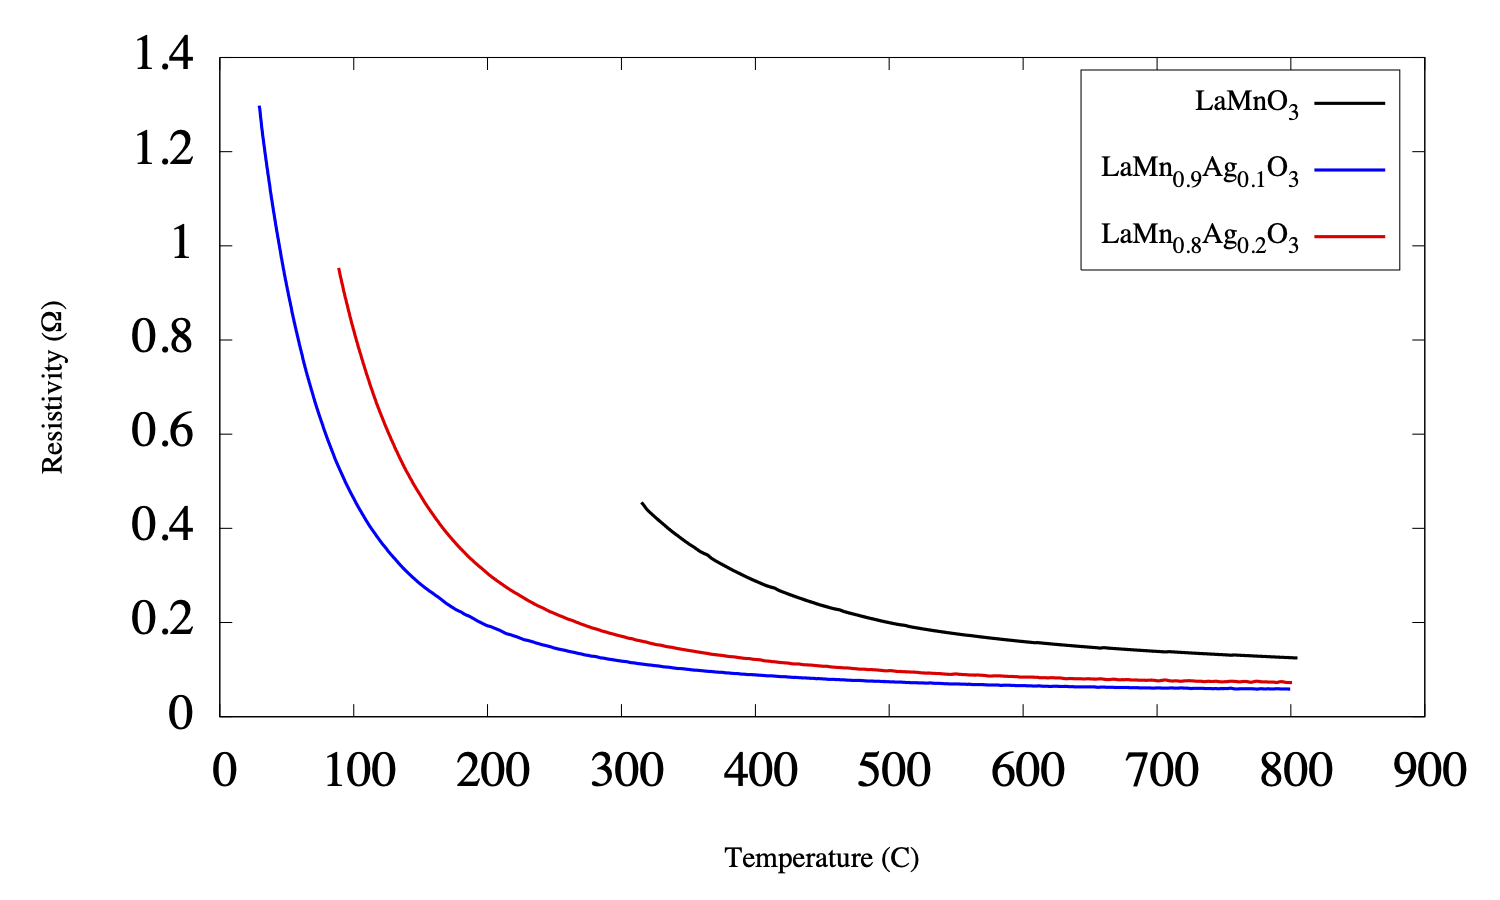 1.4
1.2
1
0.8
0.6
0.4
0.2
0
Resistivity (Ω)
LaMnO₃
LaMn₀.₉Ag₀.₁O₃
LaMn₀.₈Ag₀.₂O₃
0 100 200 300 400 500 600 700 800 900
Temperature (C)